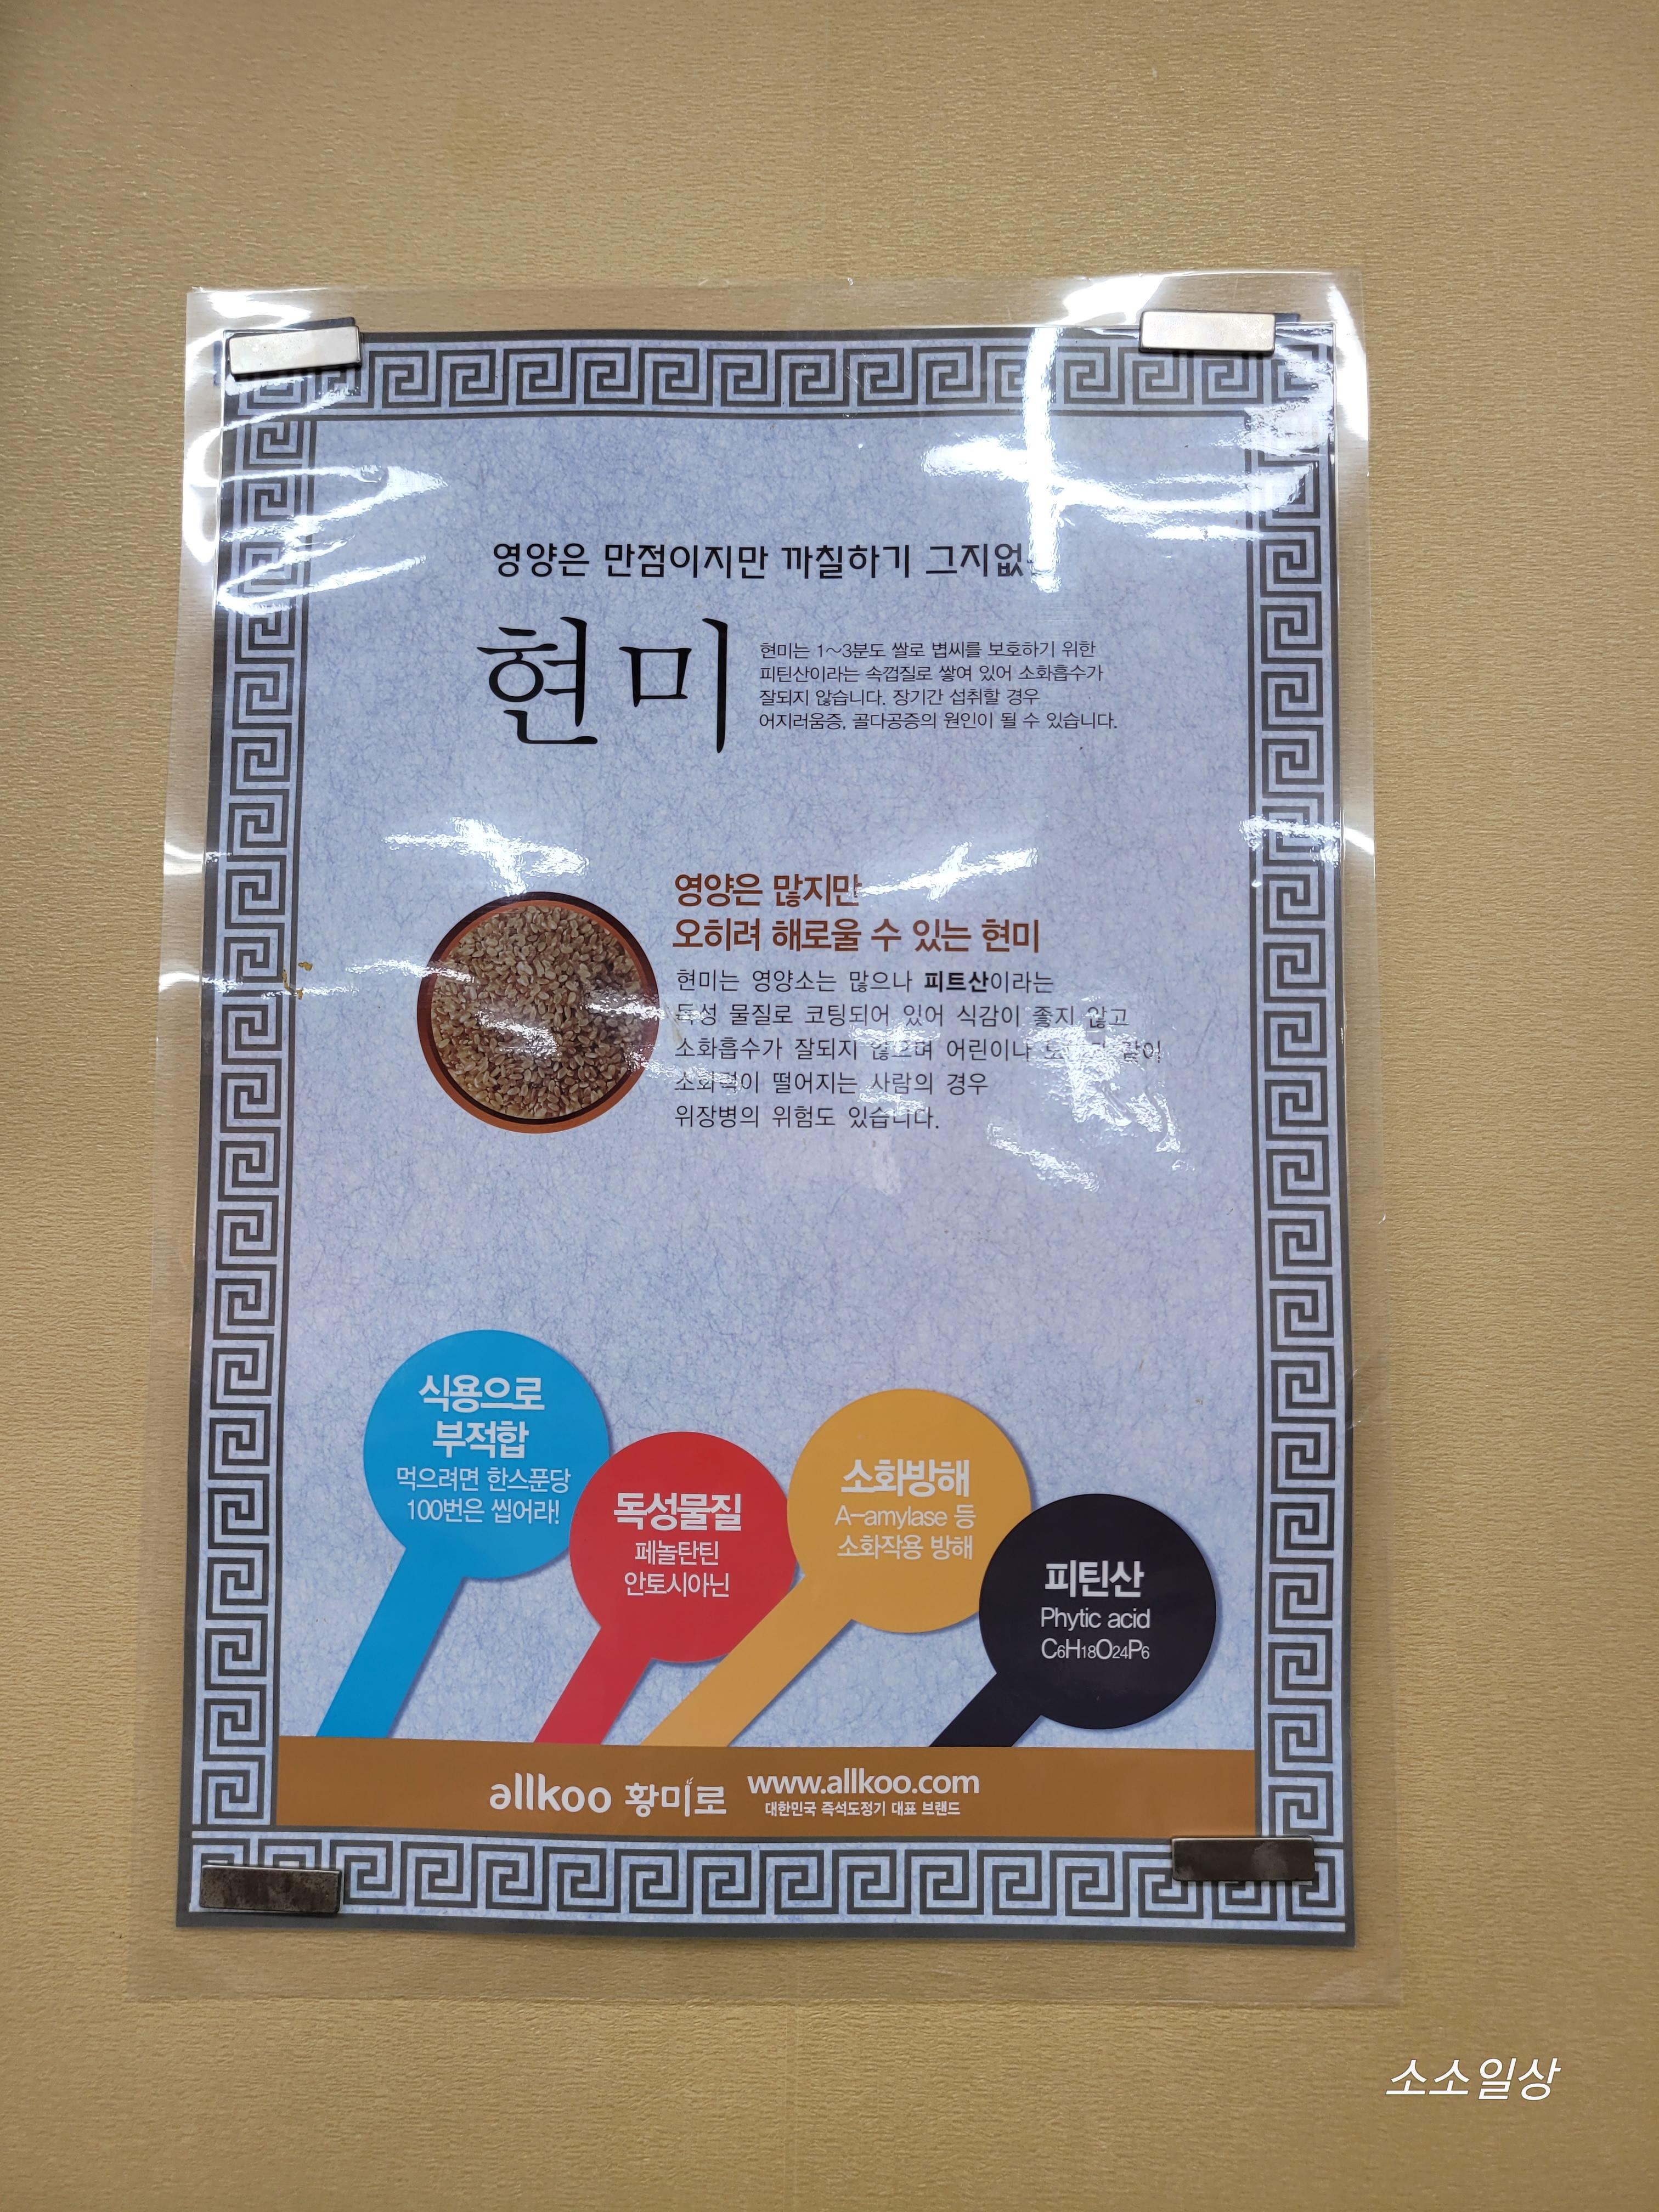 영양은 만점이지만 까칠하기
현미
현미는 1~3분도 쌀로 볍씨를 보호하기 위한
피틴산이라는 속껍질로 쌓여 있어 소화흡수가
잘되지 않습니다. 장기간 섭취할 경우
어지러움증, 골다공증의 원인이 될 수 있습니다.
영양은 많지만
오히려 해로울 수 있는 현미
현미는 영양소는 많으나 피트산이라는
독성 물질로 코팅되어 있어 식감이 좋지 않고
소화흡수가 잘되지 않으며 어린이나 같이
소화력이 떨어지는 사람의 경우
위장병의 위험도 있습니다.
식용으로
부적합
먹으려면 한스푼당
100번은 씹어라!
독성물질
페놀탄틴
안토시아닌
소화방해
A-amylase 등
소화작용 방해
피틴산
Phytic acid
C6H18O24P6
allkoo 황미로 www.allkoo.com
대한민국 즉석도정기 대표 브랜드
소소일상